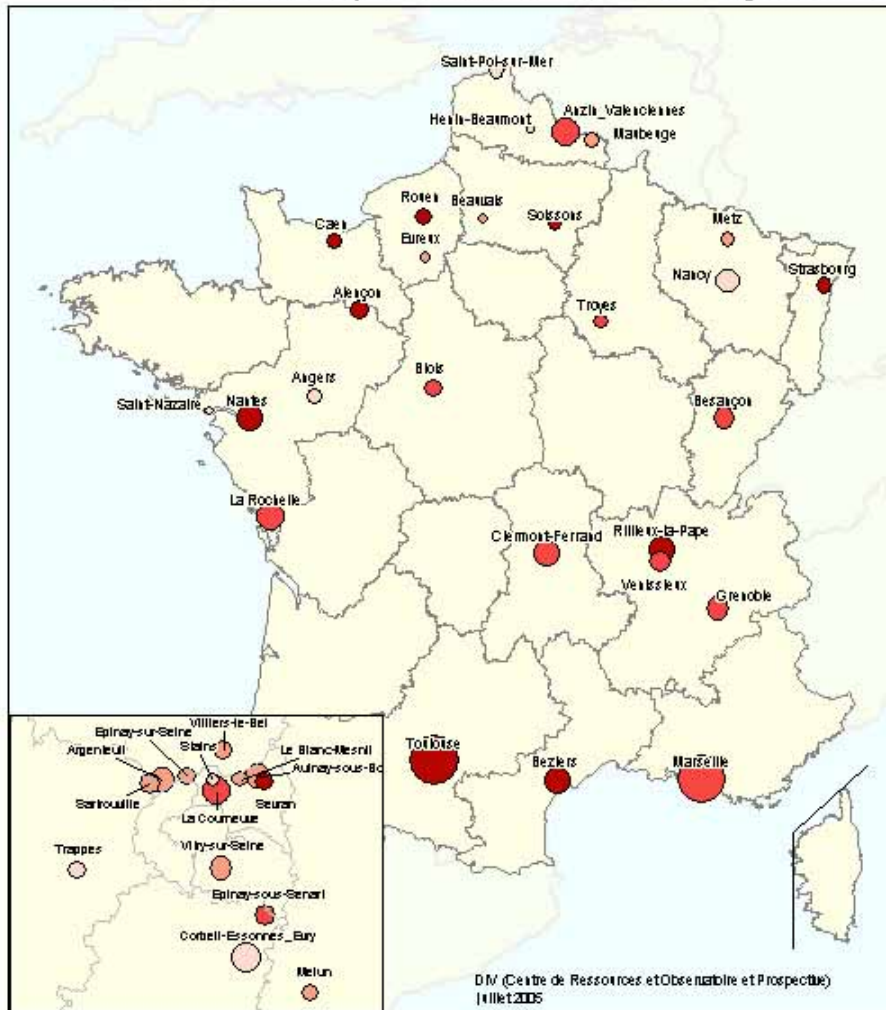 Saint-Pol-sur-Mer
Anzin_Valenciennes
Henin-Beaumont
Maubeuge
Rouen
Beauvais
Soissons
Caen
Evreux
Metz
Nancy
Strasbourg
Alençon
Troyes
Blois
Angers
Saint-Nazaire
Nantes
Besançon
La Rochelle
Clermont-Ferrand
Rillieux-la-Pape
Venissieux
Grenoble
Toulouse
Beziers
Marseille
Villiers-le-Bel
Epinay-sur-Seine
Stains
Argenteuil
Le Blanc-Mesnil
Aulnay-sous-Bo
Sartrouville
Sevran
La Courneuve
Trappes
Vitry-sur-Seine
Epinay-sous-Senart
Corbeil-Essonnes_Evry
Melun
DIV (Centre de Ressources et Observatoire et Prospective)
juillet 2005